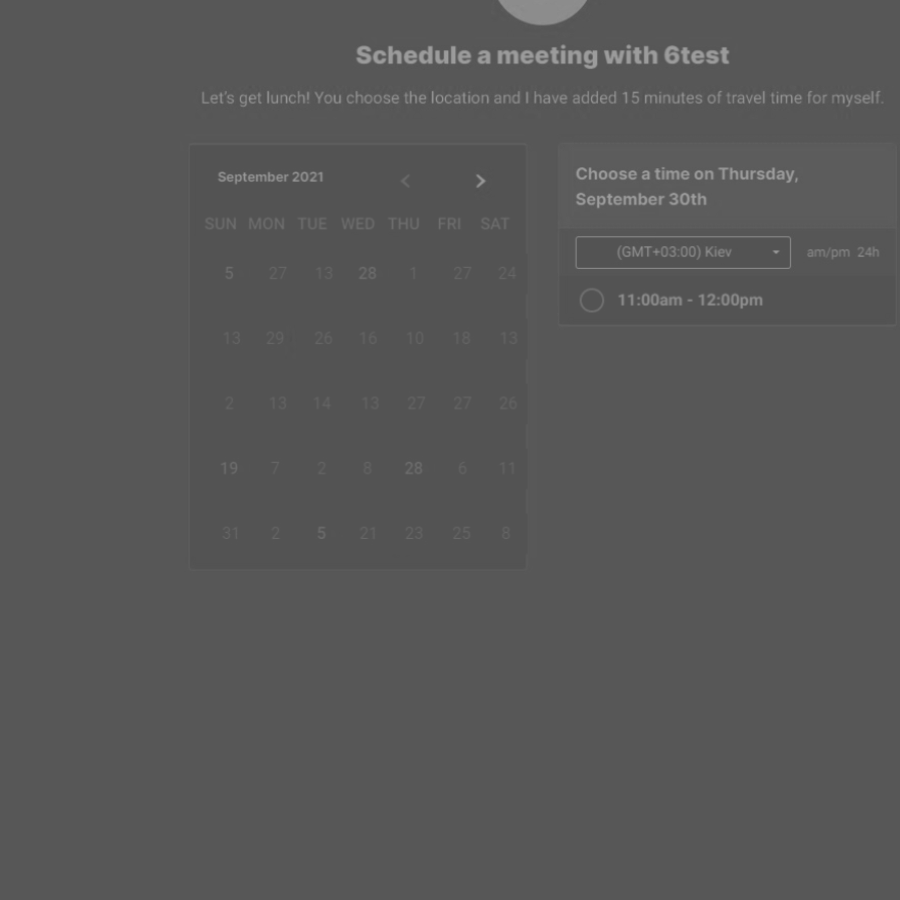 Schedule a meeting with 6test
Let's get lunch! You choose the location and I have added 15 minutes of travel time for myself.
September 2021
SUN MON TUE WED THU FRI SAT
5 27 13 28 1 27 24
13 29 26 16 10 18 13
2 13 14 13 27 27 26
19 7 2 8 28 6 11
31 2 5 21 23 25 8
Choose a time on Thursday,
September 30th
(GMT+03:00) Kiev am/pm 24h
11:00am - 12:00pm